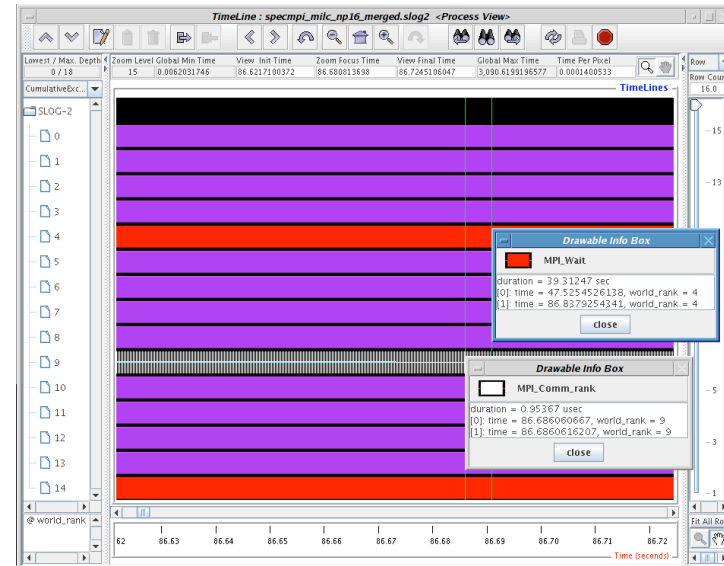 TimeLine : specmpi_milc_np16_merged.slog2 <Process View>
Lowest / Max. Depth
0 / 18
Zoom Level
15
Global Min Time
0.0062031746
View Init Time
86.6217100372
Zoom Focus Time
86.680813698
View Final Time
86.7245106047
Global Max Time
3,090.6199196577
Time Per Pixel
0.0001400533
Row
Row Coun
16.0
CumulativeExc...
TimeLines
SLOG-2
0
1
2
3
4
5
6
7
8
9
10
11
12
13
14
15
13
5
3
1
Drawable Info Box
MPI_Wait
duration = 39.31247 sec
[0]: time = 47.5254526138, world_rank = 4
[1]: time = 86.8379254341, world_rank = 4
close
Drawable Info Box
MPI_Comm_rank
duration = 0.95367 usec
[0]: time = 86.686060667, world_rank = 9
[1]: time = 86.6860616207, world_rank = 9
close
@ world_rank
62 86.63 86.64 86.65 86.66 86.67 86.68 86.69 86.70 86.71 86.72
Time (seconds)
Fit All Ro